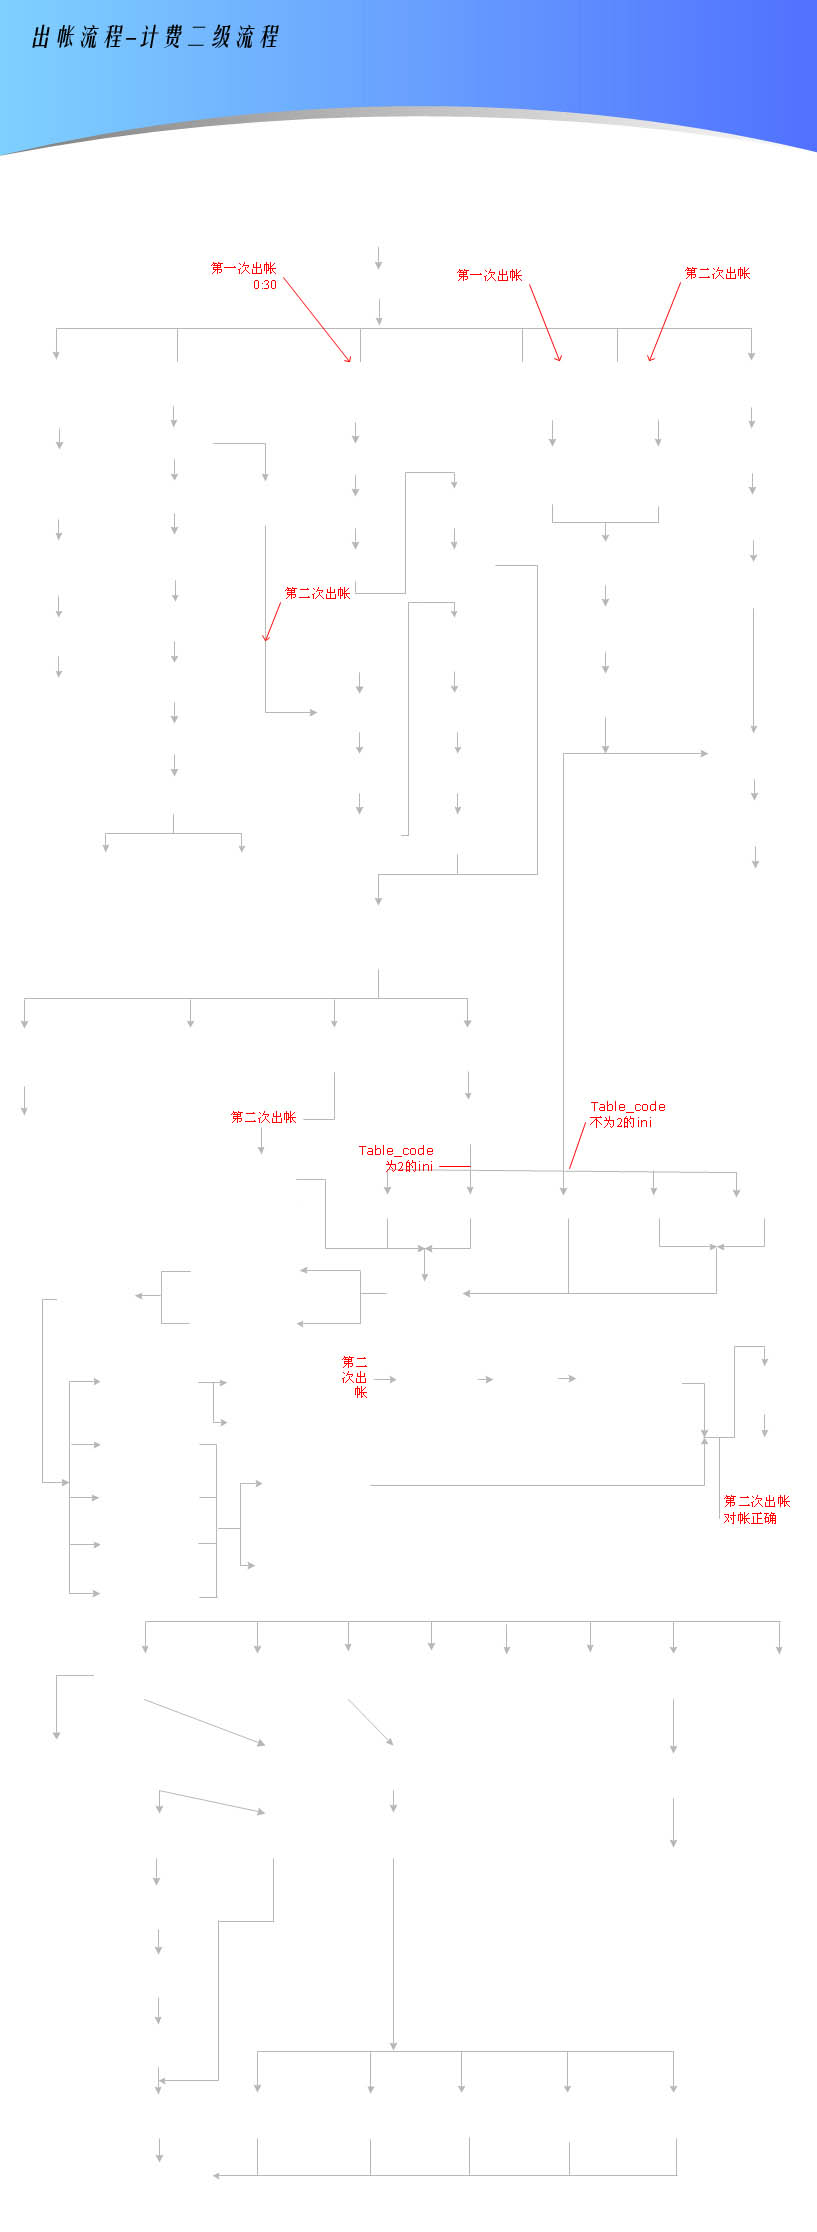 出帐流程-计费二级流程
第一次出帐
0:30
第一次出帐
第二次出帐
第二次出帐
第二次出帐
Table_code
为2的ini
Table_code
不为2的ini
第二
次出
帐
第二次出帐
对帐正确